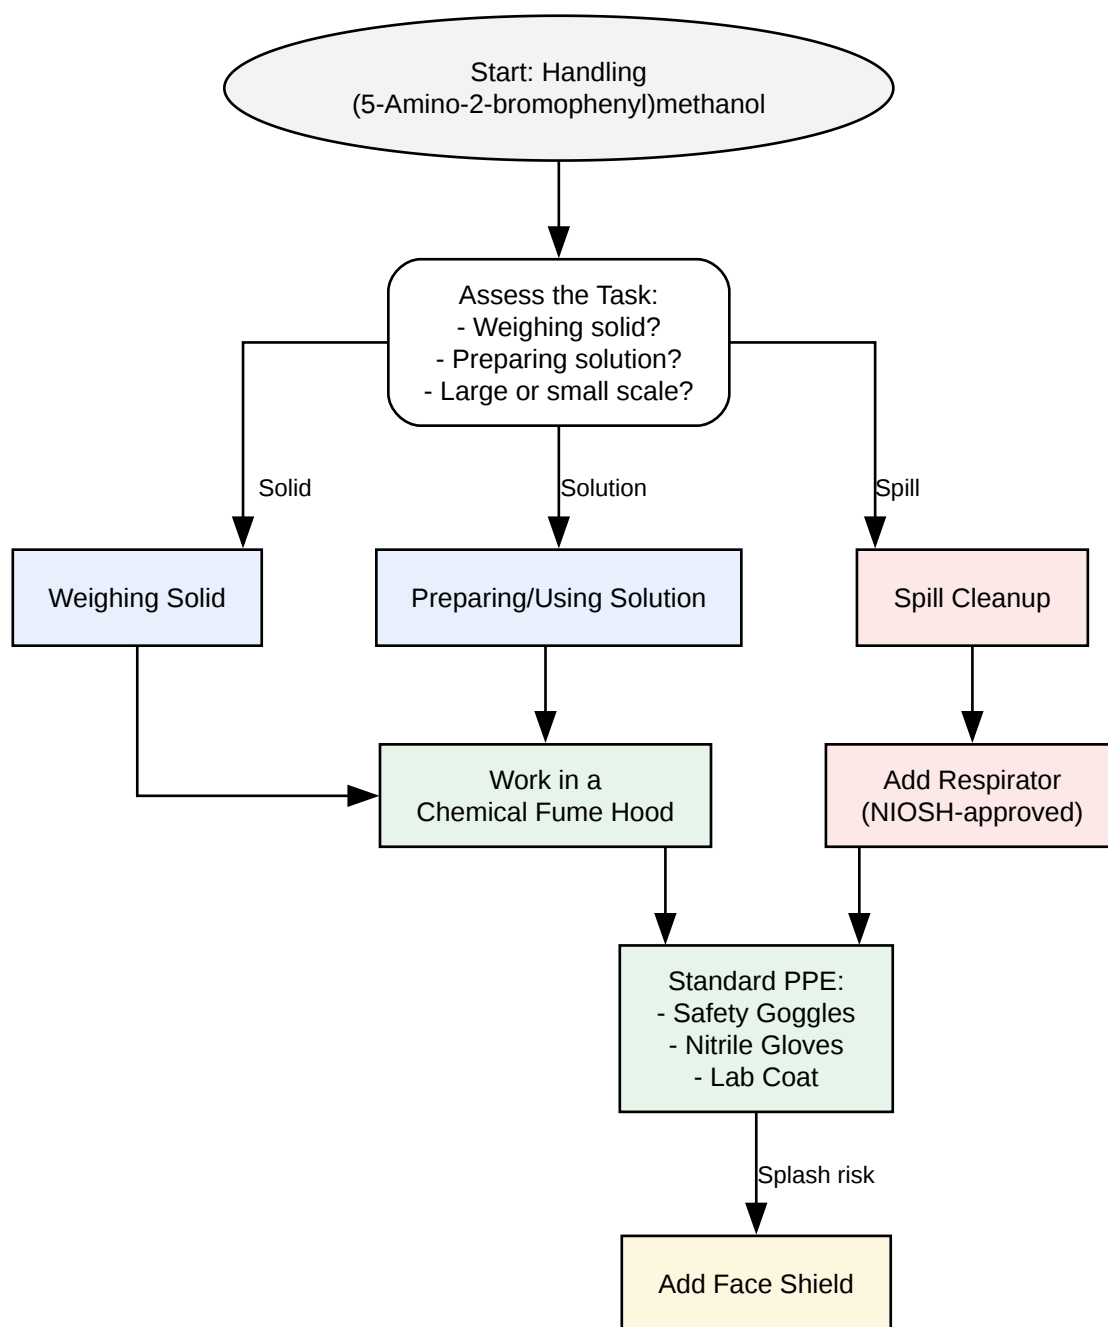 Start: Handling
(5-Amino-2-bromophenyl)methanol
Assess the Task:
- Weighing solid?
- Preparing solution?
- Large or small scale?
Solid
Solution
Spill
Weighing Solid
Preparing/Using Solution
Spill Cleanup
Work in a
Chemical Fume Hood
Add Respirator
(NIOSH-approved)
Standard PPE:
- Safety Goggles
- Nitrile Gloves
- Lab Coat
Splash risk
Add Face Shield